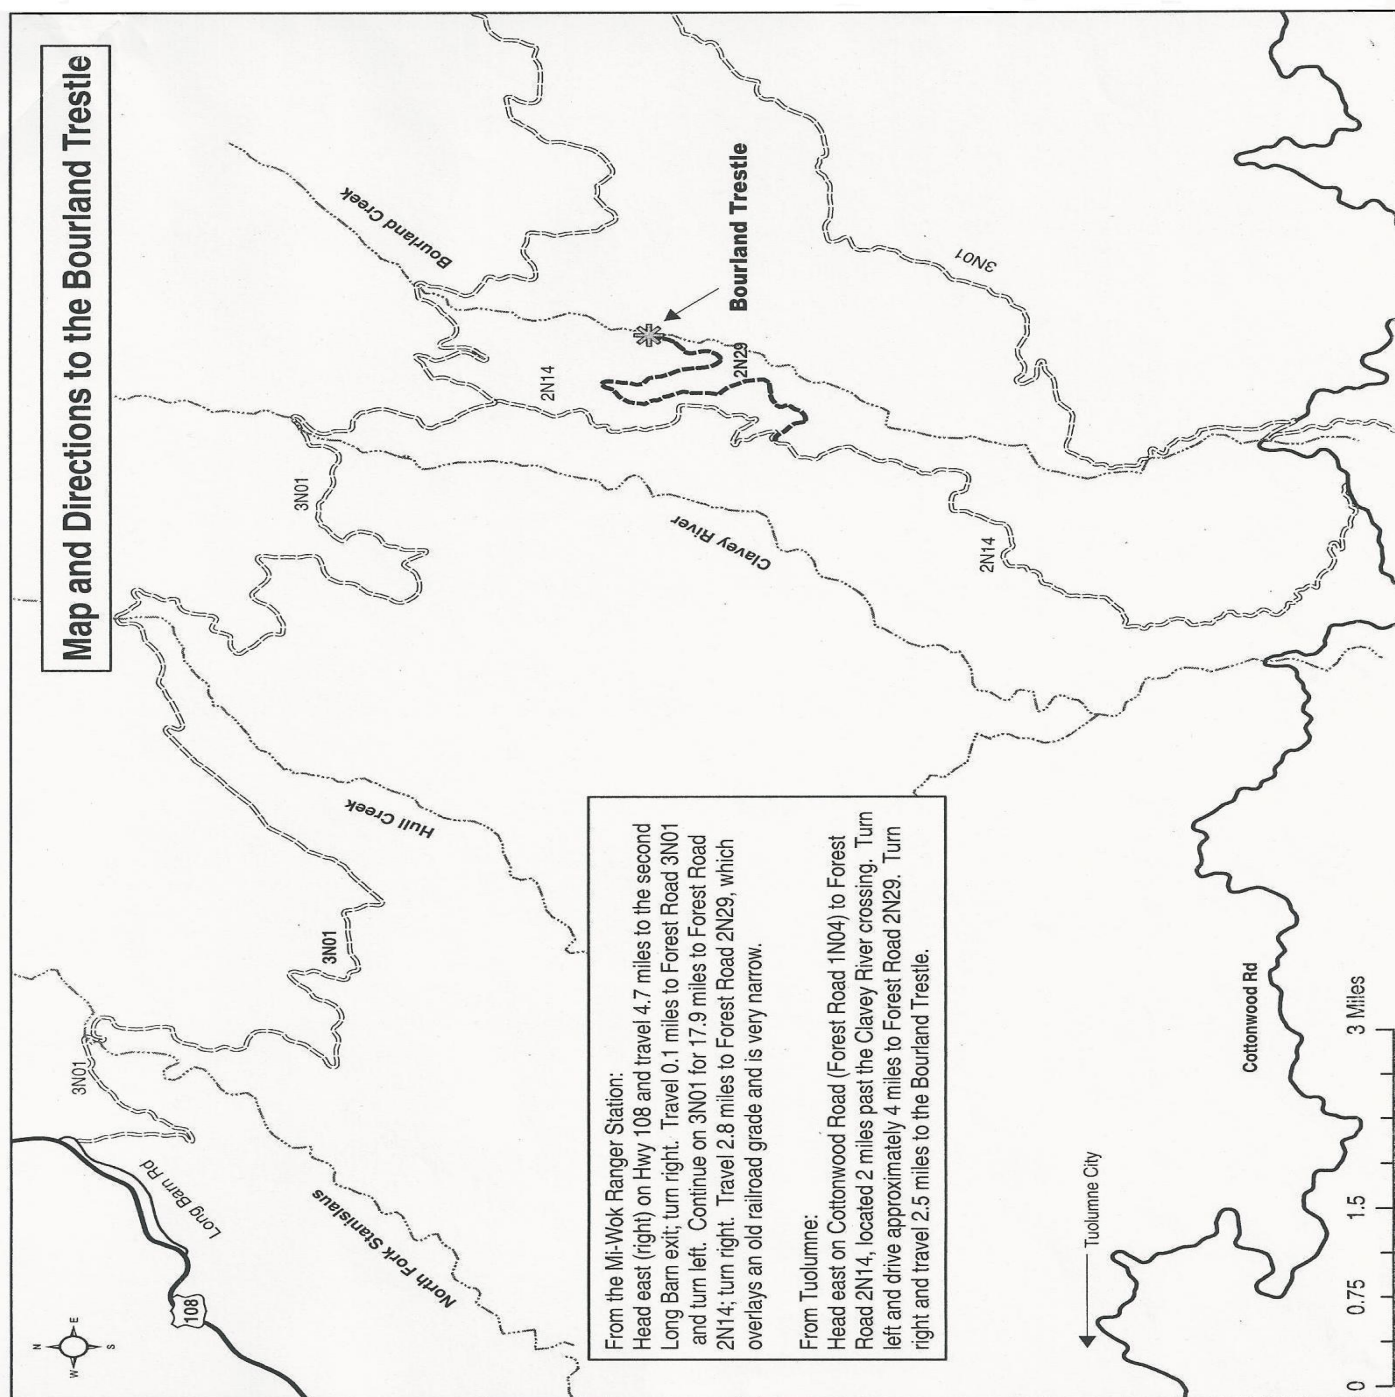 Map and Directions to the Bourland Trestle
N
W
E
S
108
Long Barn Rd
3N01
North Fork Stanislaus
3N01
Hull Creek
3N01
Clavey River
2N14
Bourland Creek
2N29
Bourland Trestle
3N01
2N14
From the Mi-Wok Ranger Station:
Head east (right) on Hwy 108 and travel 4.7 miles to the second
Long Barn exit; turn right. Travel 0.1 miles to Forest Road 3N01
and turn left. Continue on 3N01 for 17.9 miles to Forest Road
2N14; turn right. Travel 2.8 miles to Forest Road 2N29, which
overlays an old railroad grade and is very narrow.
From Tuolumne:
Head east on Cottonwood Road (Forest Road 1N04) to Forest
Road 2N14, located 2 miles past the Clavey River crossing. Turn
left and drive approximately 4 miles to Forest Road 2N29. Turn
right and travel 2.5 miles to the Bourland Trestle.
Tuolumne City
Cottonwood Rd
0 0.75 1.5 3 Miles